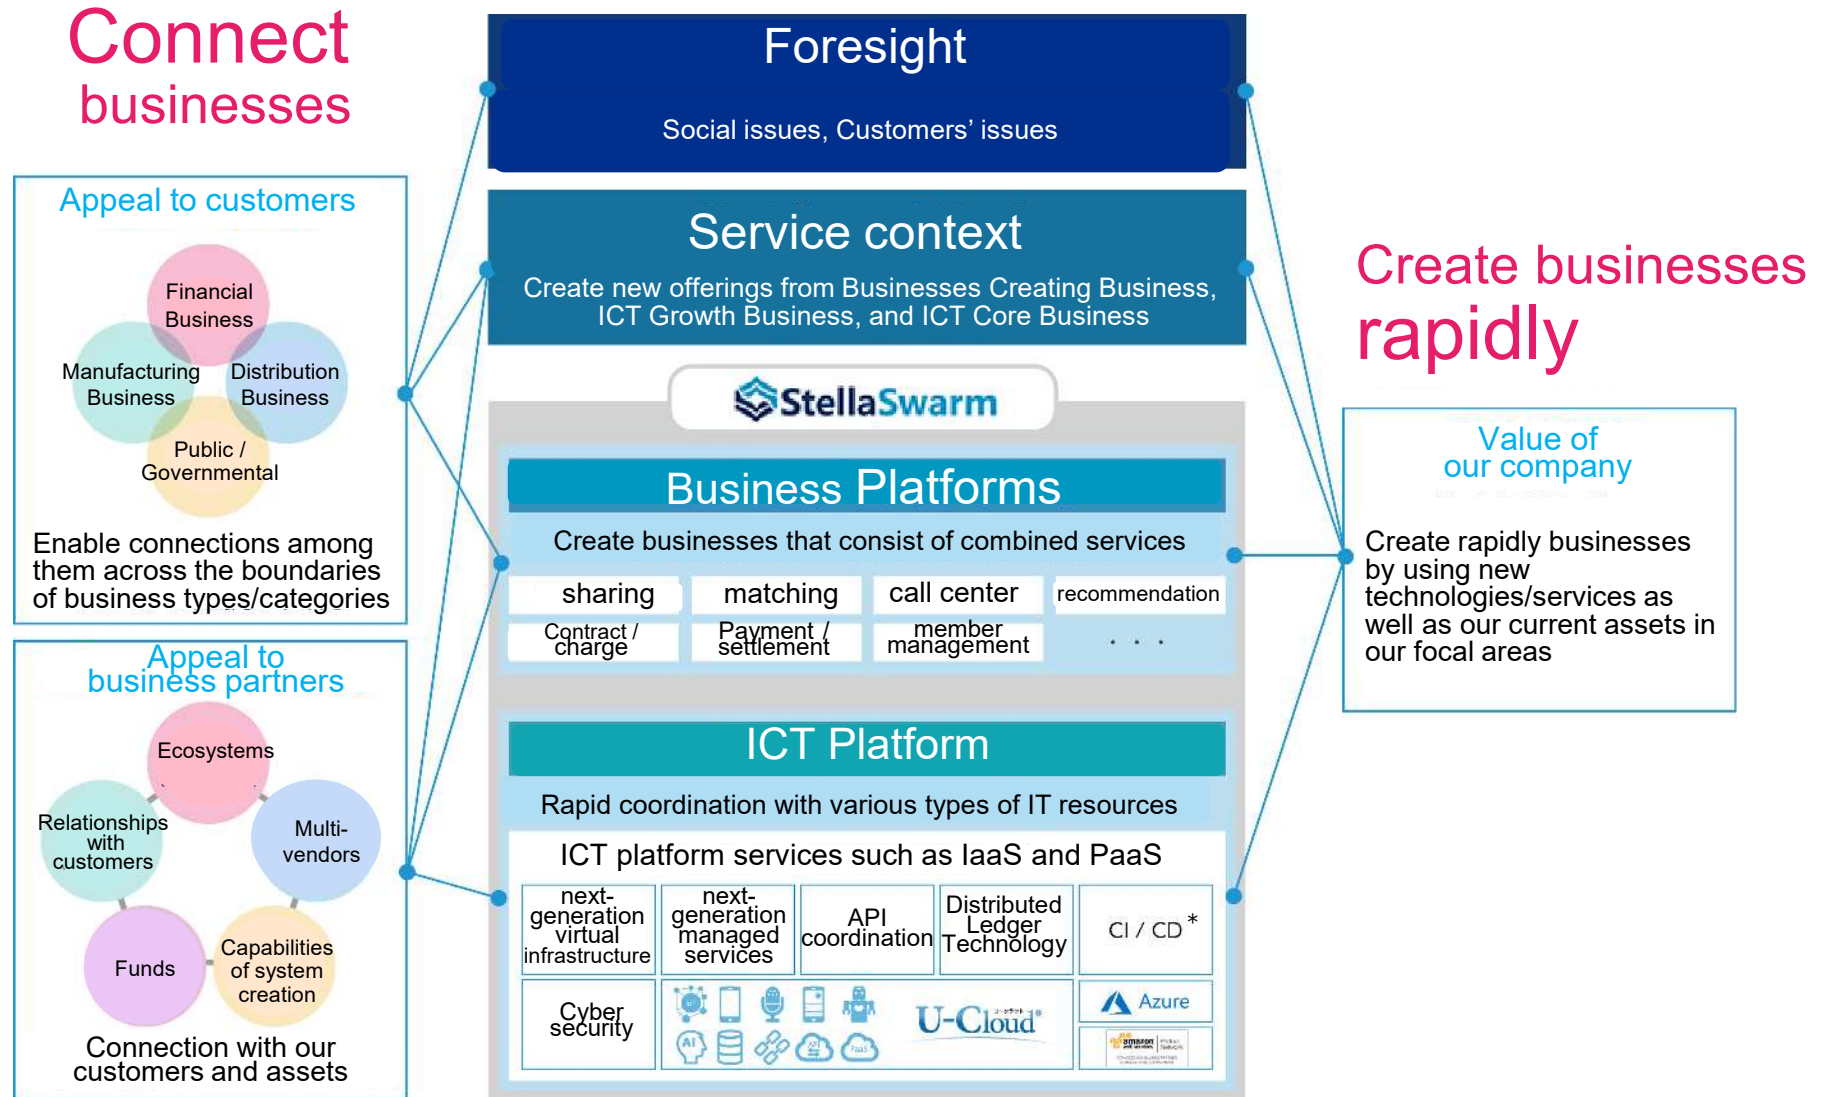 Connect
businesses
Appeal to customers
Financial
Business
Manufacturing
Business
Distribution
Business
Public /
Governmental
Enable connections among
them across the boundaries
of business types/categories
Appeal to
business partners
Ecosystems
Relationships
with
customers
Multi-
vendors
Funds
Capabilities
of system
creation
Connection with our
customers and assets
Foresight
Social issues, Customers’ issues
Service context
Create new offerings from Businesses Creating Business,
ICT Growth Business, and ICT Core Business
StellaSwarm
Business Platforms
Create businesses that consist of combined services
sharing
matching
call center
recommendation
Contract /
charge
Payment /
settlement
member
management
. . .
ICT Platform
Rapid coordination with various types of IT resources
ICT platform services such as IaaS and PaaS
next-
generation
virtual
infrastructure
next-
generation
managed
services
API
coordination
Distributed
Ledger
Technology
CI / CD *
Cyber
security
AI
API
PaaS
U-Cloud®
Azure
amazon
web services
Create businesses
rapidly
Value of
our company
Create rapidly businesses
by using new
technologies/services as
well as our current assets in
our focal areas